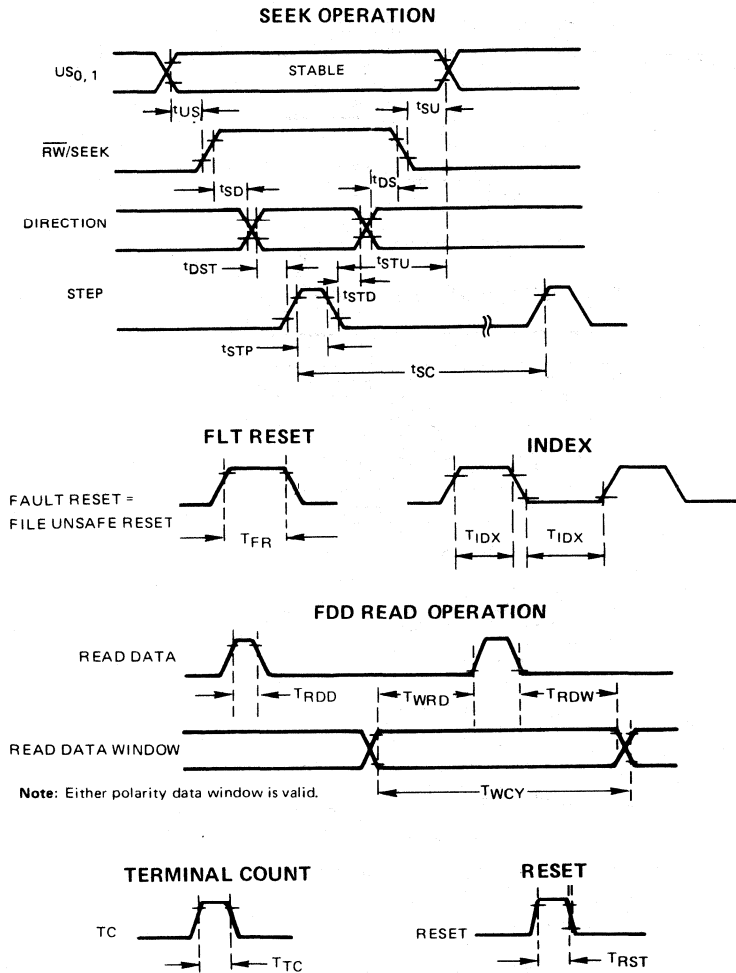 SEEK OPERATION
US0, 1
STABLE
tUS
tSU
RW/SEEK
tSD
tDS
DIRECTION
tDST
tSTU
STEP
tSTD
tSTP
tSC
FLT RESET
INDEX
FAULT RESET =
FILE UNSAFE RESET
TFR
TIDX
TIDX
FDD READ OPERATION
READ DATA
TRDD
TWRD
TRDW
READ DATA WINDOW
Note: Either polarity data window is valid.
TWCY
TERMINAL COUNT
RESET
TC
TTC
RESET
TRST